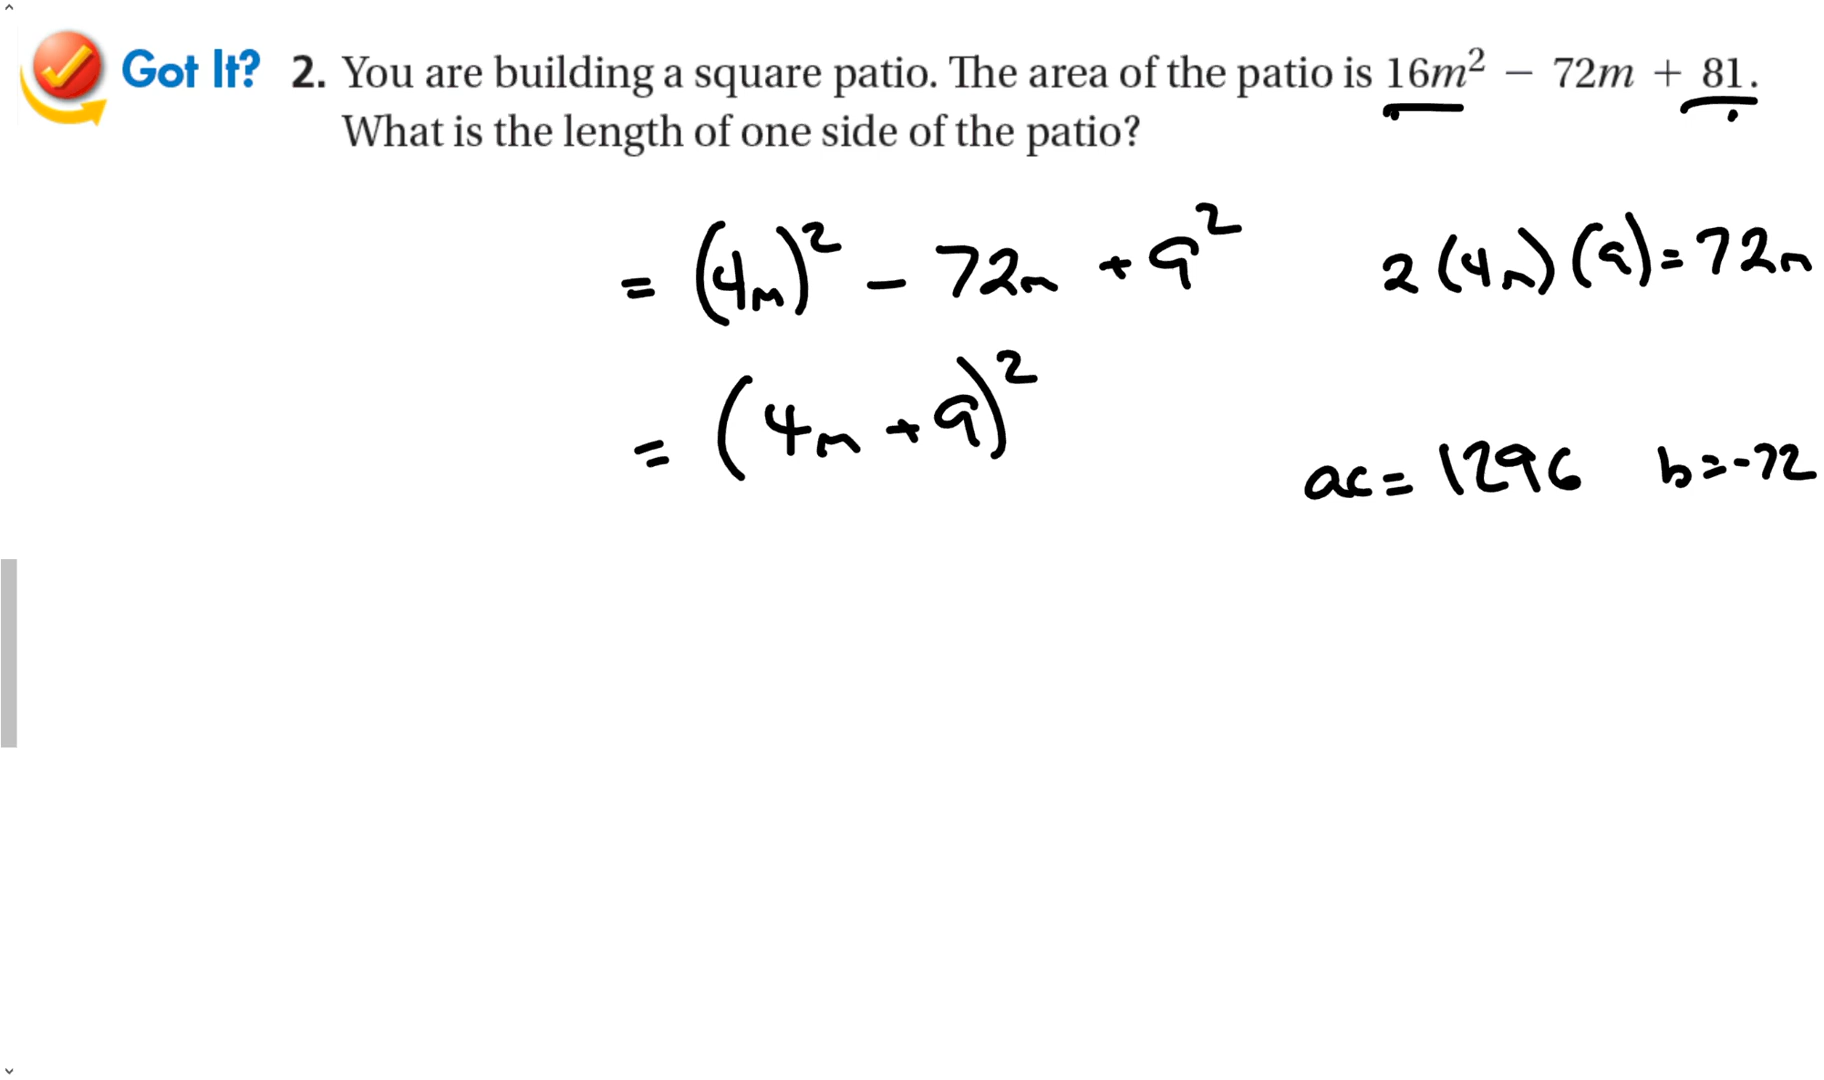 Got It? 2. You are building a square patio. The area of the patio is 16m² − 72m + 81.
What is the length of one side of the patio?
= (4m)² − 72m + 9² 2(4m)(9) = 72m
= (4m + 9)²
ac = 1296 b = -72